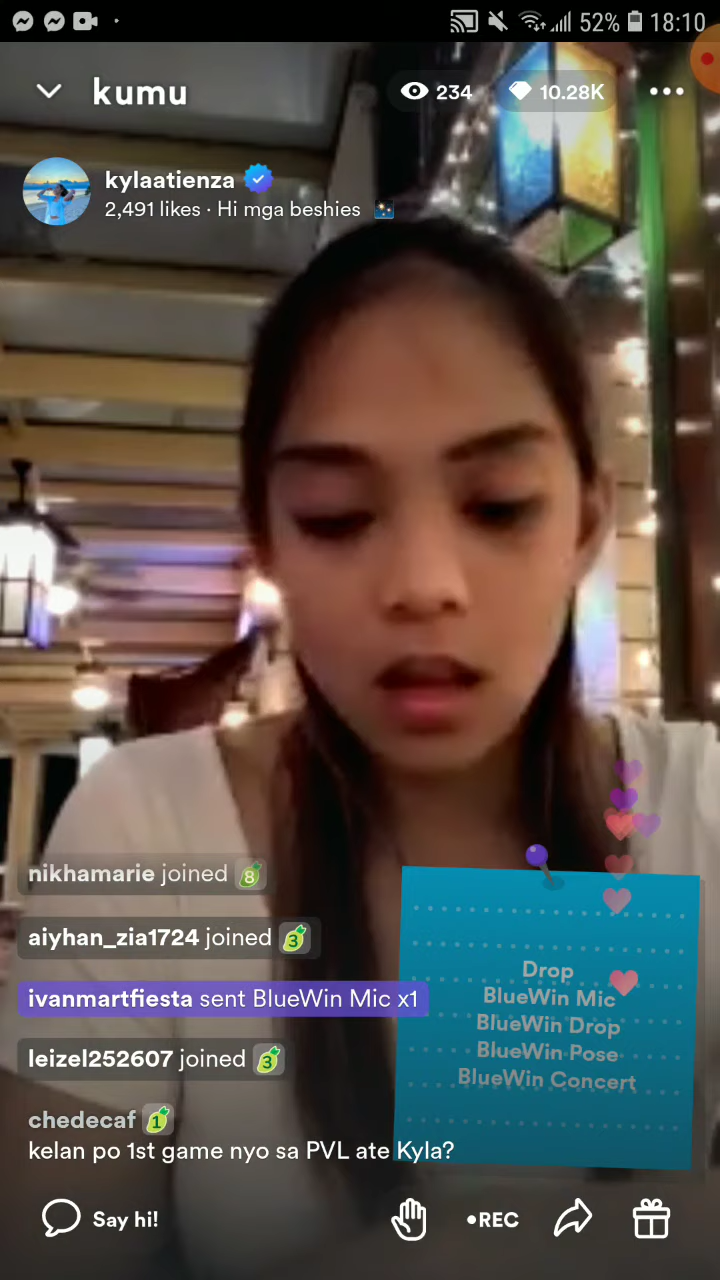 52% 18:10
kumu 234 10.28K
kylaatienza
2,491 likes · Hi mga beshies
nikhamarie joined 8
aiyhan_zia1724 joined 3
ivanmartfiesta sent BlueWin Mic x1
leizel252607 joined 3
chedecaf 1
kelan po 1st game nyo sa PVL ate Kyla?
Drop
BlueWin Mic
BlueWin Drop
BlueWin Pose
BlueWin Concert
Say hi! •REC